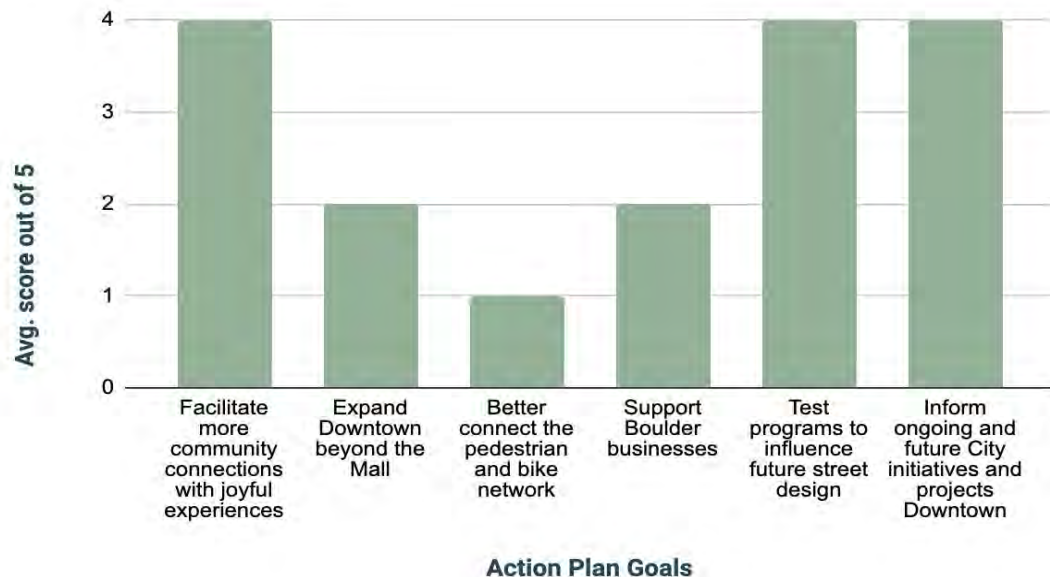 Avg. score out of 5
4
3
2
1
0
Facilitate
more
community
connections
with joyful
experiences
Expand
Downtown
beyond the
Mall
Better
connect the
pedestrian
and bike
network
Support
Boulder
businesses
Test
programs to
influence
future street
design
Inform
ongoing and
future City
initiatives and
projects
Downtown
Action Plan Goals